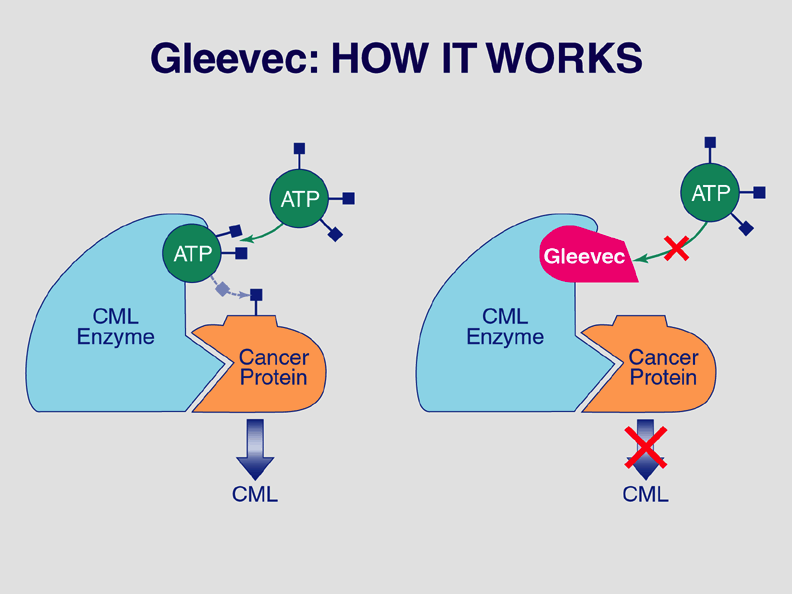 Gleevec: HOW IT WORKS
ATP
ATP
CML
Enzyme
Cancer
Protein
CML
ATP
Gleevec
CML
Enzyme
Cancer
Protein
CML